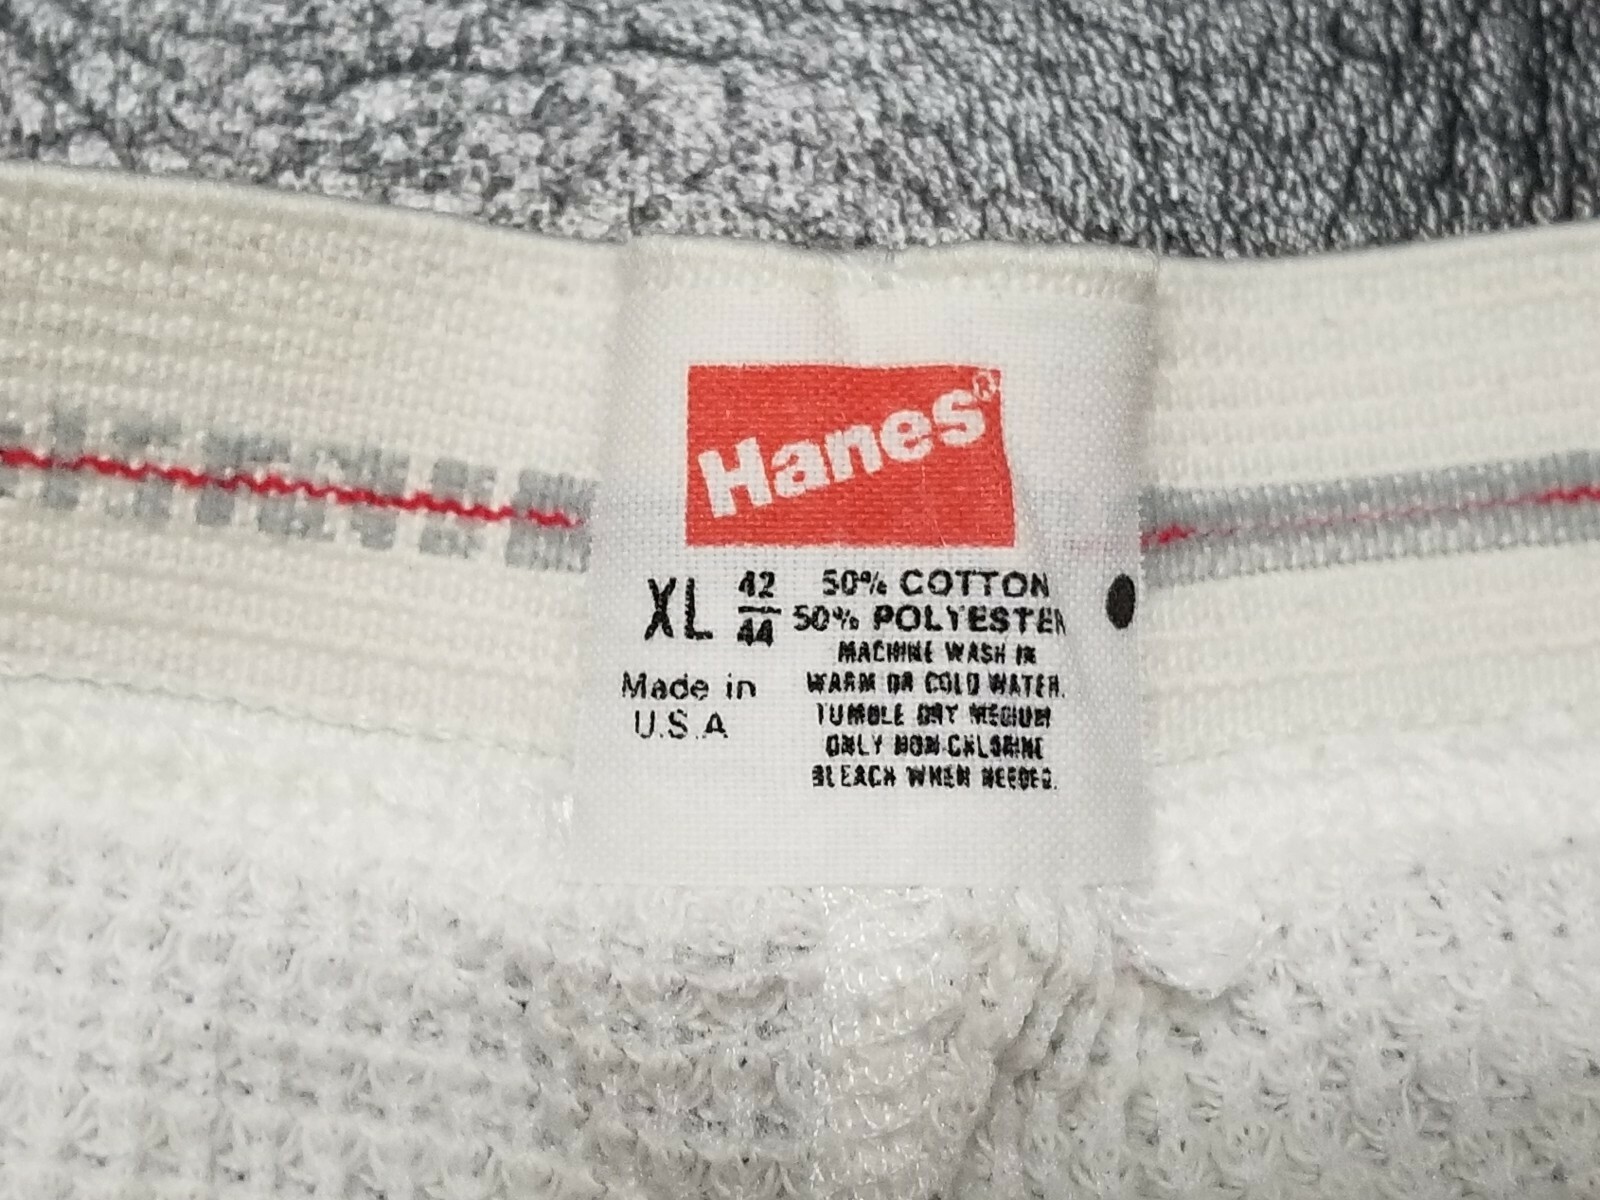 Hanes®
XL 42/44
50% COTTON
50% POLYESTER
MACHINE WASH IN
WARM OR COLD WATER.
TUMBLE DRY MEDIUM
ONLY NON-CHLORINE
BLEACH WHEN NEEDED.
Made in
U.S.A